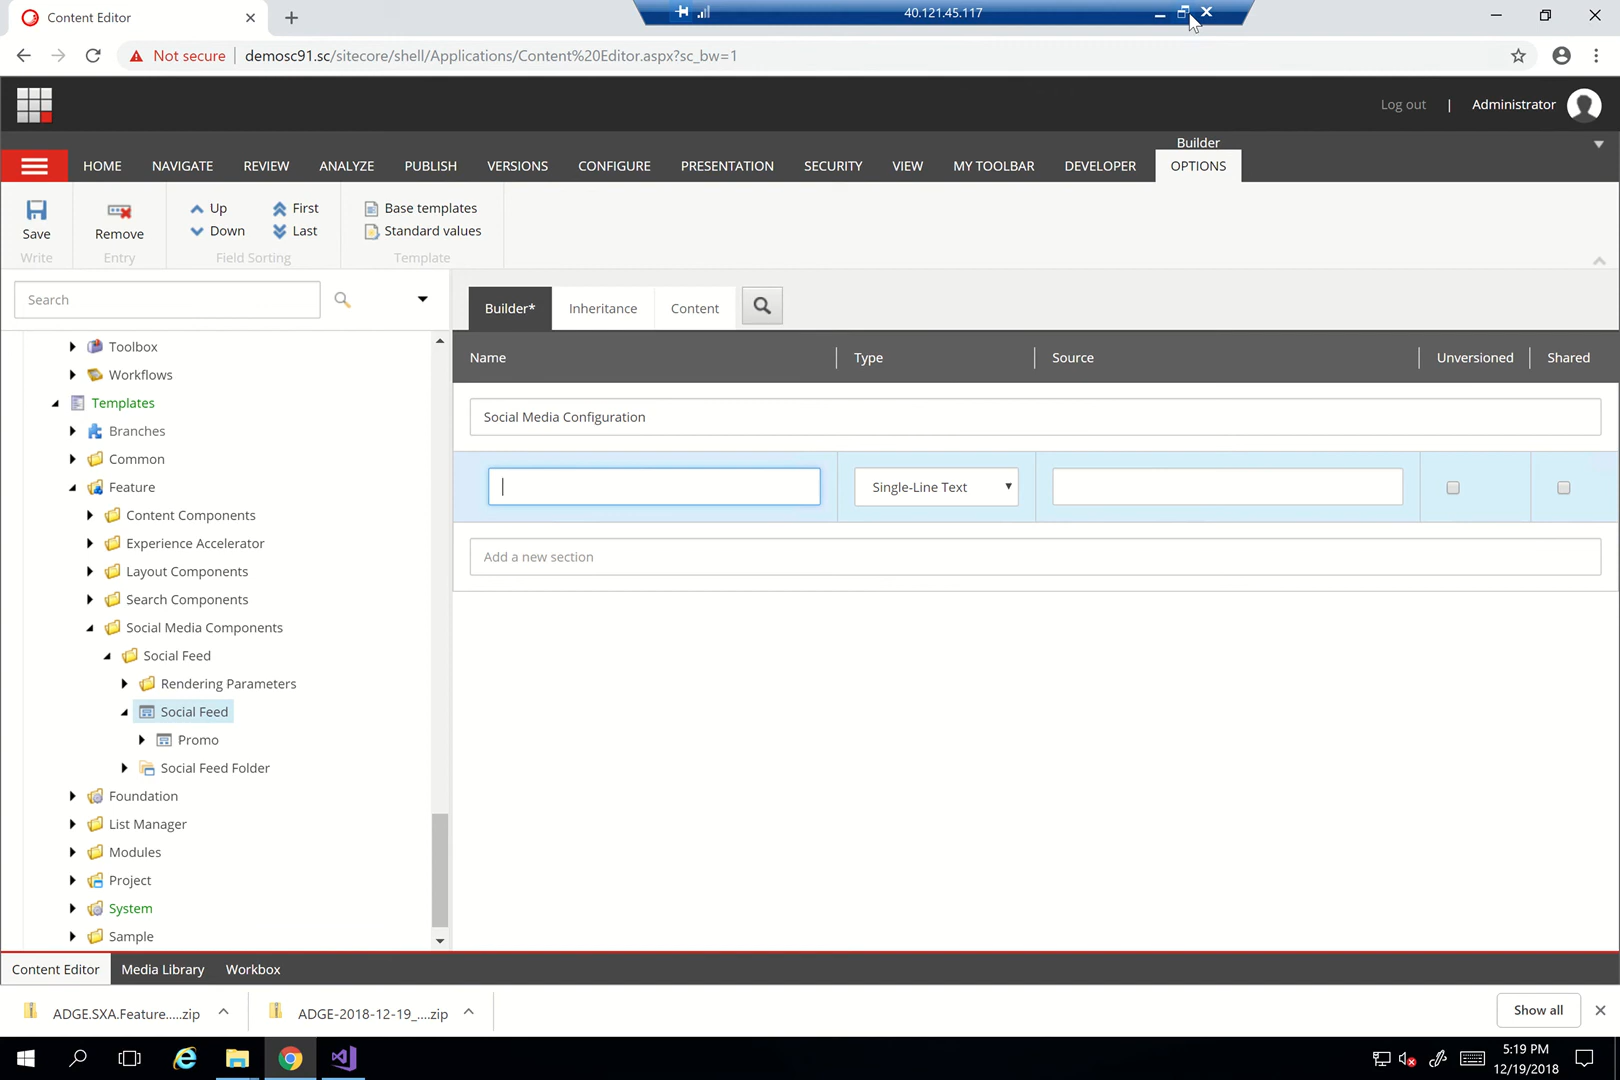 Content Editor
40.121.45.117
Not secure
demosc91.sc/sitecore/shell/Applications/Content%20Editor.aspx?sc_bw=1
Log out | Administrator
Builder
HOME NAVIGATE REVIEW ANALYZE PUBLISH VERSIONS CONFIGURE PRESENTATION SECURITY VIEW MY TOOLBAR DEVELOPER OPTIONS
Up First Base templates
Save Remove Down Last Standard values
Write Entry Field Sorting Template
Search
Builder* Inheritance Content
Name Type Source Unversioned Shared
Social Media Configuration
Single-Line Text
Add a new section
Toolbox
Workflows
Templates
Branches
Common
Feature
Content Components
Experience Accelerator
Layout Components
Search Components
Social Media Components
Social Feed
Rendering Parameters
Social Feed
Promo
Social Feed Folder
Foundation
List Manager
Modules
Project
System
Sample
Content Editor Media Library Workbox
ADGE.SXA.Feature.....zip ADGE-2018-12-19_....zip Show all
5:19 PM
12/19/2018